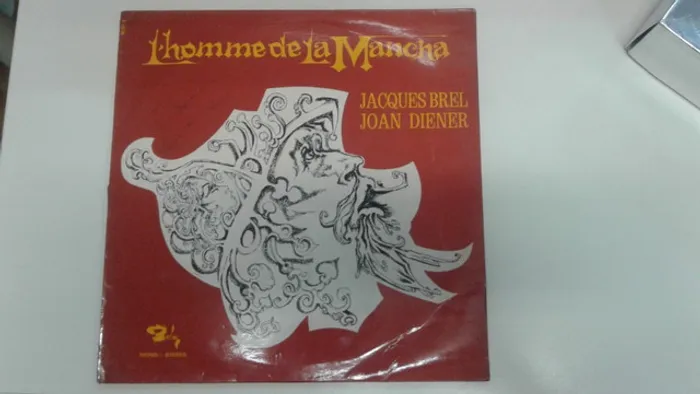 L'homme de La Mancha
JACQUES BREL
JOAN DIENER